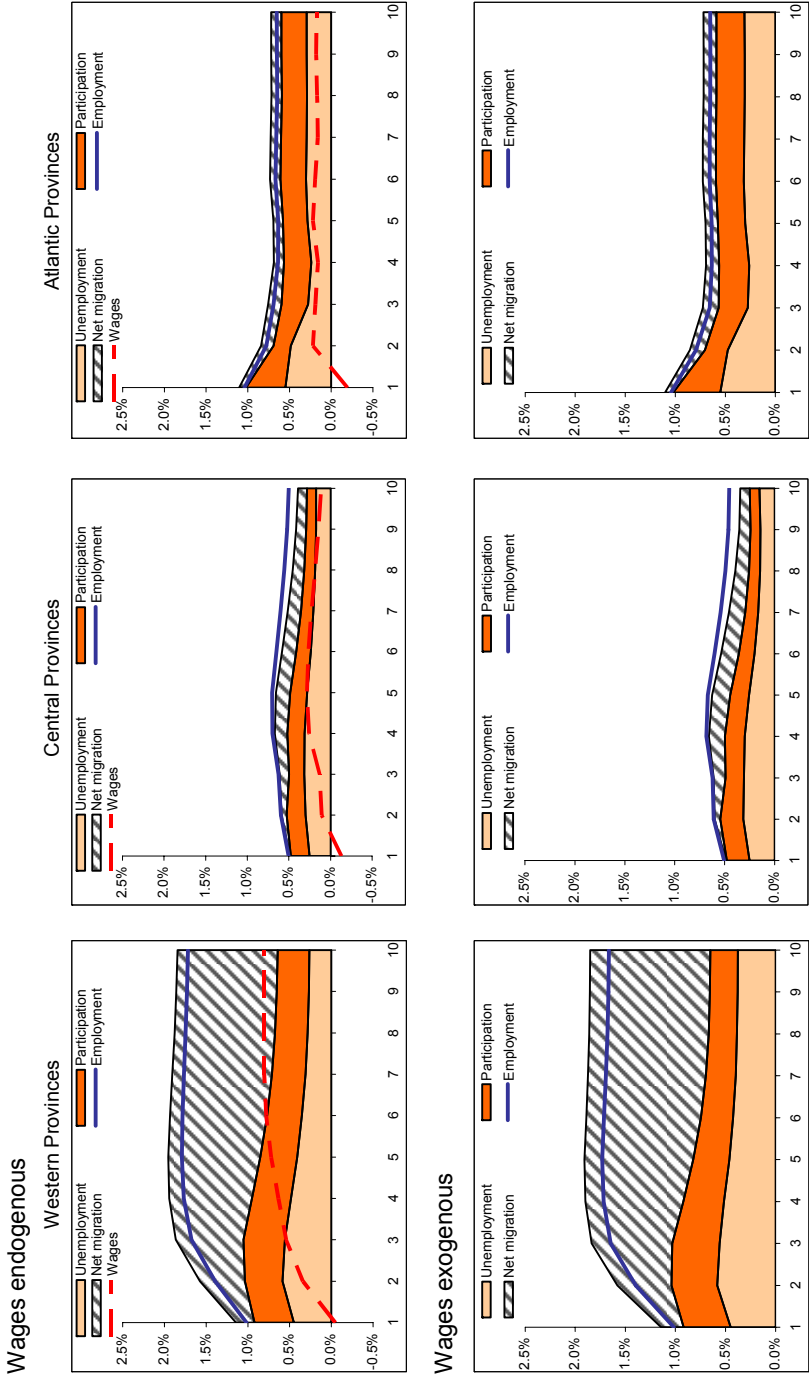 Wages endogenous
Western Provinces
Unemployment
Participation
Net migration
Employment
Wages
2.5%
2.0%
1.5%
1.0%
0.5%
0.0%
-0.5%
1 2 3 4 5 6 7 8 9 10
Central Provinces
Unemployment
Participation
Net migration
Employment
Wages
2.5%
2.0%
1.5%
1.0%
0.5%
0.0%
-0.5%
1 2 3 4 5 6 7 8 9 10
Atlantic Provinces
Unemployment
Participation
Net migration
Employment
Wages
2.5%
2.0%
1.5%
1.0%
0.5%
0.0%
-0.5%
1 2 3 4 5 6 7 8 9 10
Wages exogenous
Unemployment
Participation
Net migration
Employment
2.5%
2.0%
1.5%
1.0%
0.5%
0.0%
1 2 3 4 5 6 7 8 9 10
Unemployment
Participation
Net migration
Employment
2.5%
2.0%
1.5%
1.0%
0.5%
0.0%
1 2 3 4 5 6 7 8 9 10
Unemployment
Participation
Net migration
Employment
2.5%
2.0%
1.5%
1.0%
0.5%
0.0%
1 2 3 4 5 6 7 8 9 10